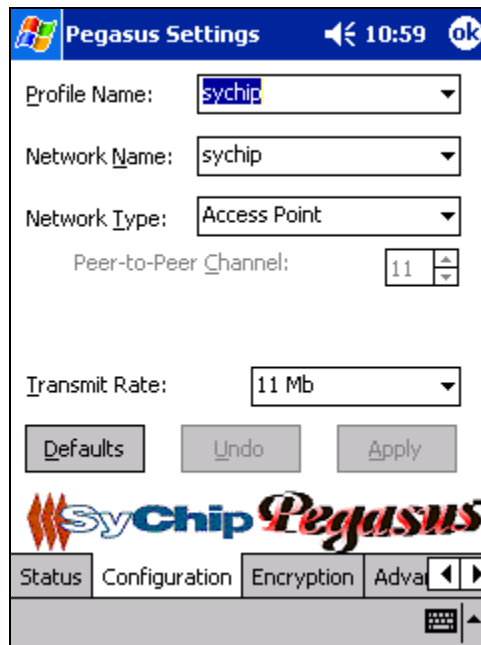 Pegasus Settings 10:59 ok
Profile Name: sychip
Network Name: sychip
Network Type: Access Point
Peer-to-Peer Channel: 11
Transmit Rate: 11 Mb
Defaults Undo Apply
SyChip Pegasus
Status Configuration Encryption Adva